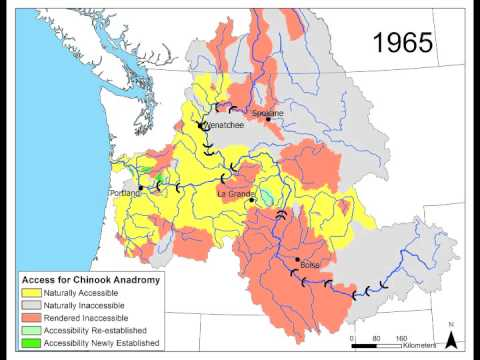 1965
Spokane
Wenatchee
Portland
La Grande
Boise
Access for Chinook Anadromy
Naturally Accessible
Naturally Inaccessible
Rendered Inaccessible
Accessibility Re-established
Accessibility Newly Established
0 40 80 160
Kilometers
N